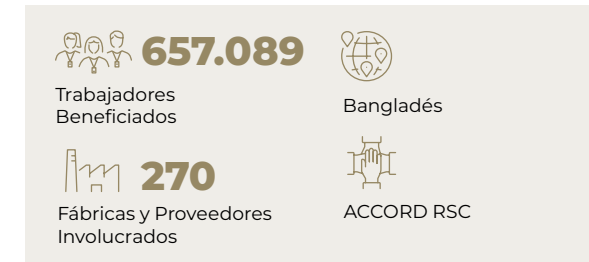 657.089
Trabajadores
Beneficiados
Bangladés
270
Fábricas y Proveedores
Involucrados
ACCORD RSC